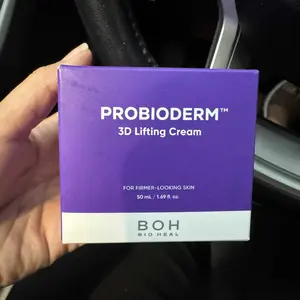 PROBIODERM™
3D Lifting Cream
FOR FIRMER-LOOKING SKIN
50 mL / 1.69 fl. oz.
BOH
BIO HEAL